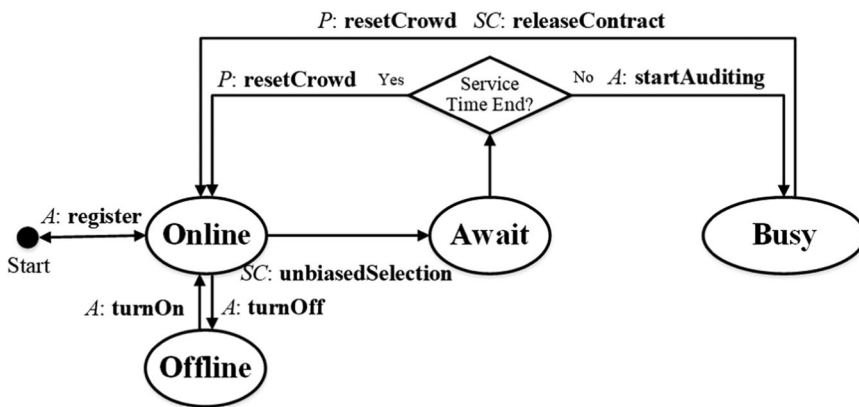 P: resetCrowd SC: releaseContract
P: resetCrowd
Yes
Service
Time End?
No
A: startAuditing
A: register
Start
Online
Await
Busy
SC: unbiasedSelection
A: turnOn
A: turnOff
Offline